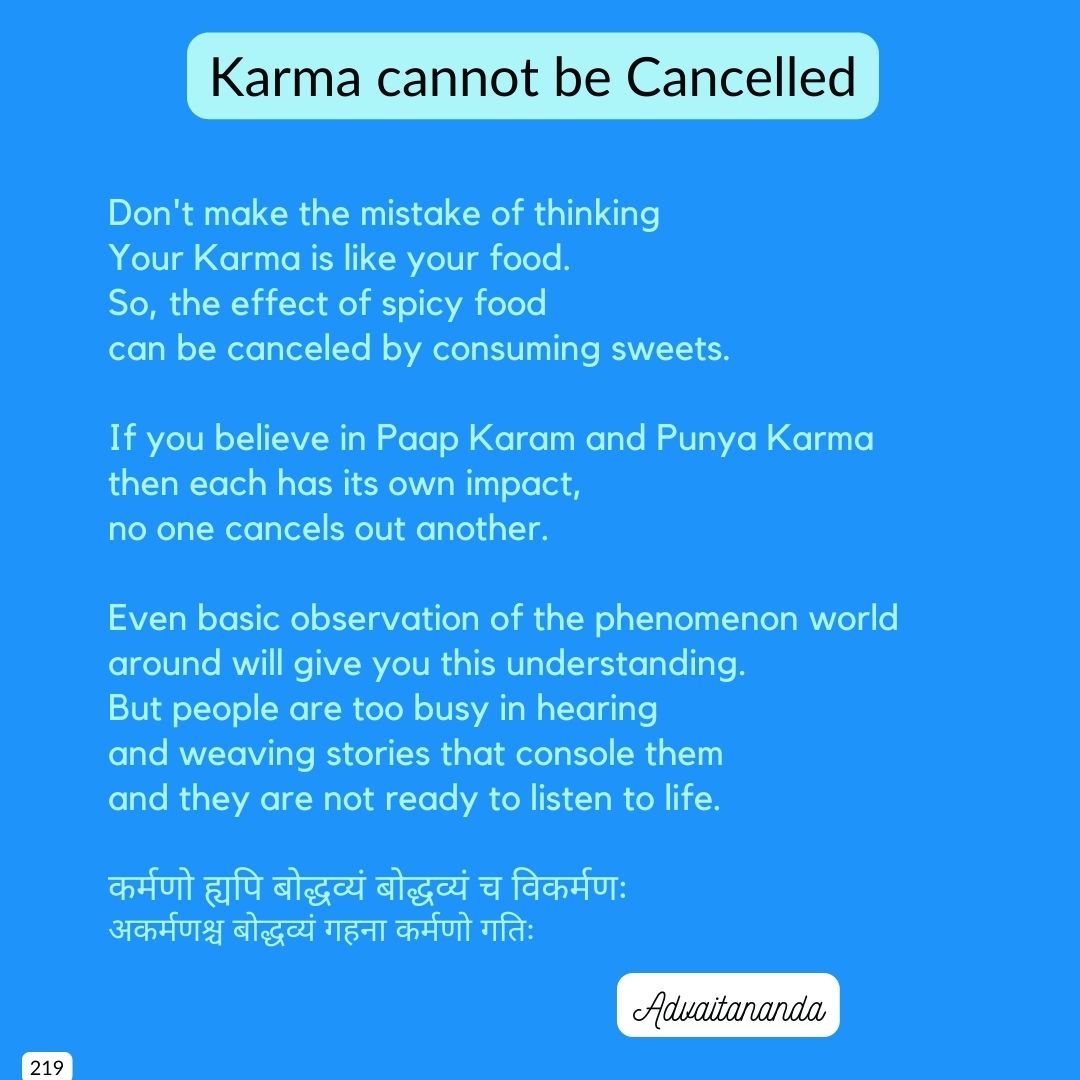 Karma cannot be Cancelled
Don't make the mistake of thinking
Your Karma is like your food.
So, the effect of spicy food
can be canceled by consuming sweets.
If you believe in Paap Karam and Punya Karma
then each has its own impact,
no one cancels out another.
Even basic observation of the phenomenon world
around will give you this understanding.
But people are too busy in hearing
and weaving stories that console them
and they are not ready to listen to life.
कर्मणो ह्यपि बोद्धव्यं बोद्धव्यं च विकर्मणः
अकर्मणश्च बोद्धव्यं गहना कर्मणो गतिः
Advaitananda
219